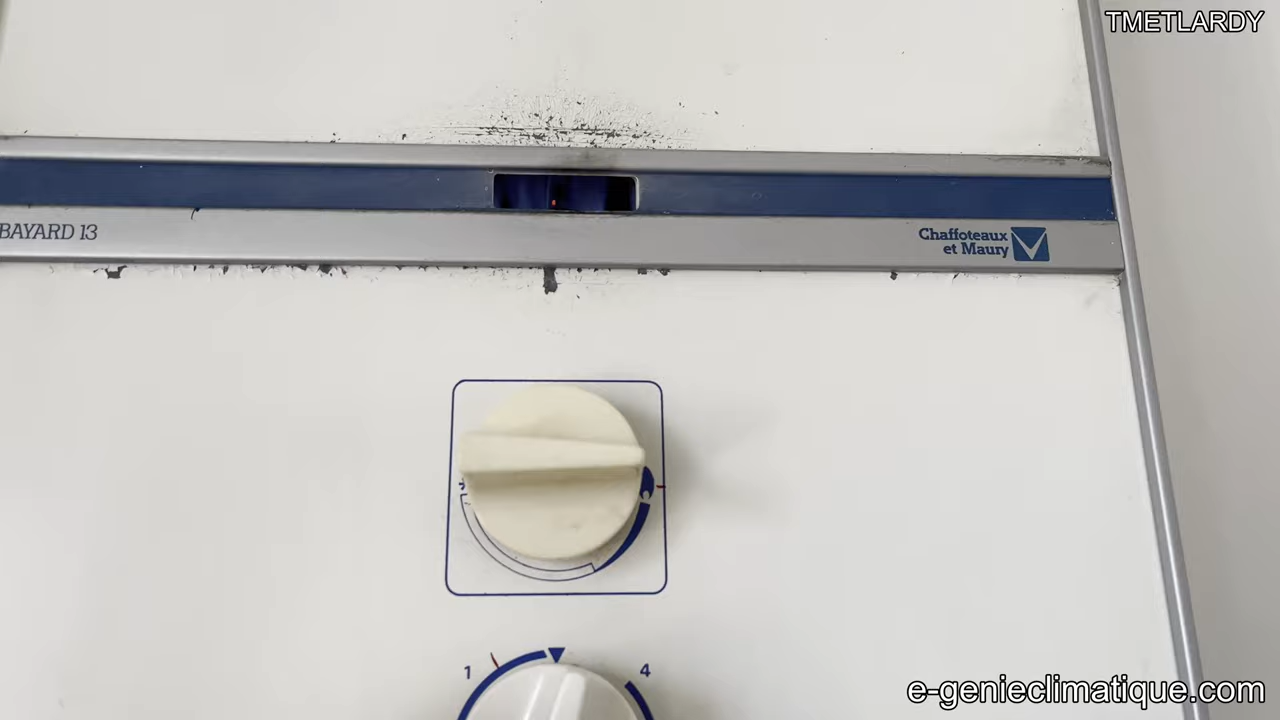 TMETLARDY
BAYARD 13
Chaffoteaux
et Maury
1
4
e-genieclimatique.com